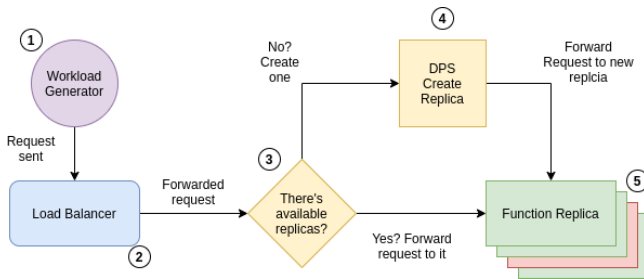 1
Workload
Generator
Request
sent
Load Balancer
2
Forwarded
request
3
There's
available
replicas?
No?
Create
one
4
DPS
Create
Replica
Forward
Request to new
replcia
Yes? Forward
request to it
5
Function Replica